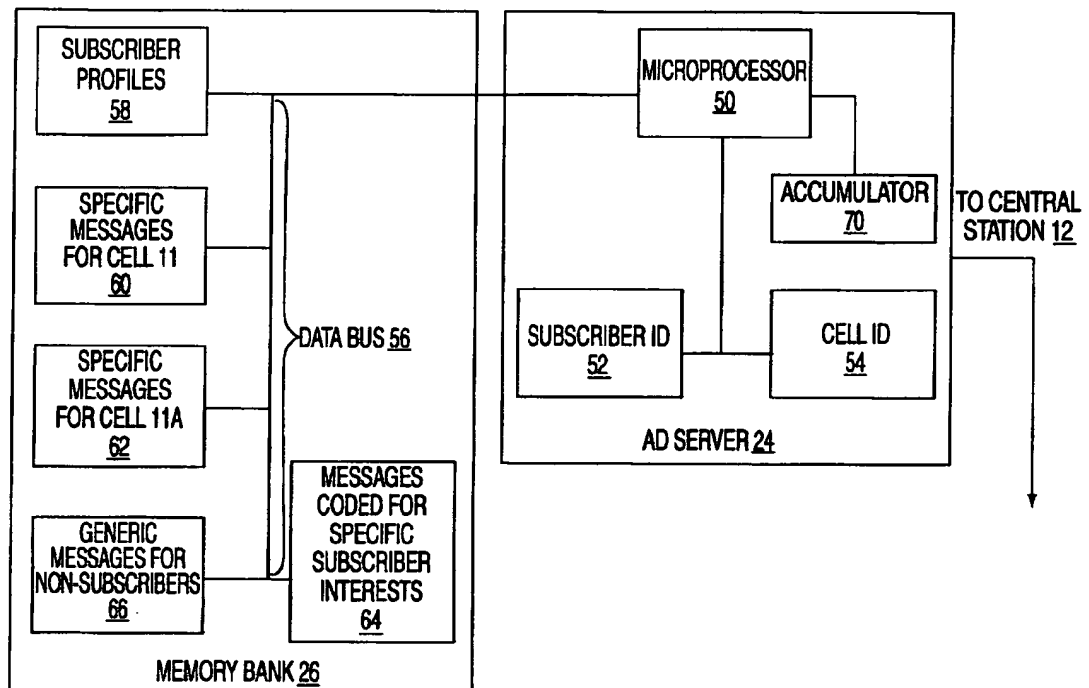 SUBSCRIBER
PROFILES
58
SPECIFIC
MESSAGES
FOR CELL 11
60
SPECIFIC
MESSAGES
FOR CELL 11A
62
GENERIC
MESSAGES FOR
NON-SUBSCRIBERS
66
DATA BUS 56
MESSAGES
CODED FOR
SPECIFIC
SUBSCRIBER
INTERESTS
64
MEMORY BANK 26
MICROPROCESSOR
50
ACCUMULATOR
70
SUBSCRIBER ID
52
CELL ID
54
AD SERVER 24
TO CENTRAL
STATION 12